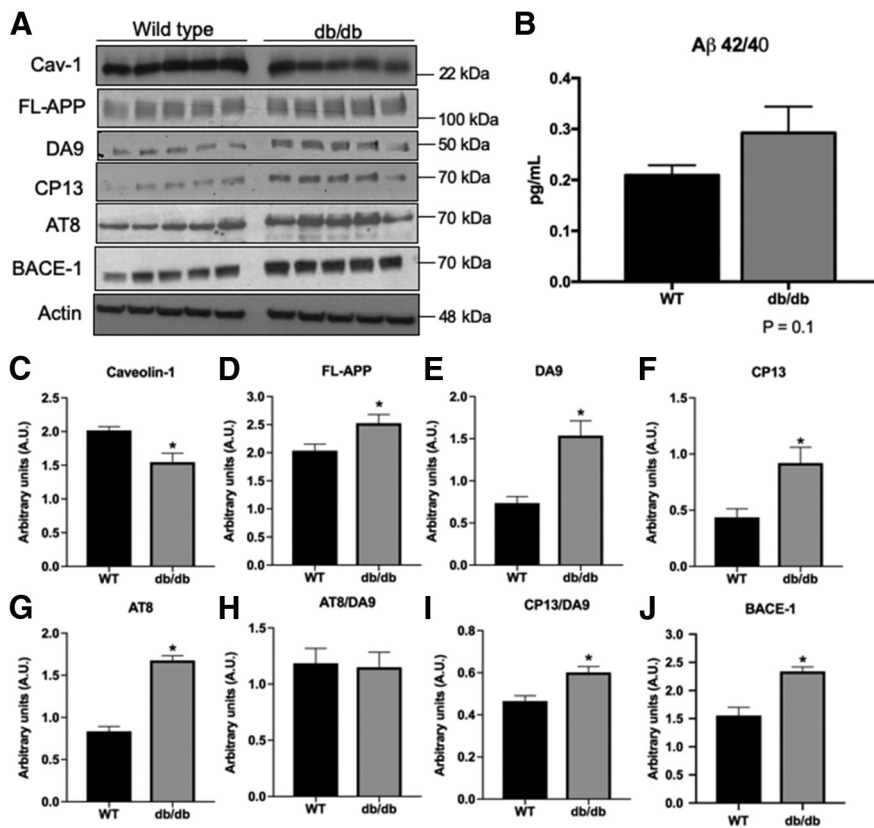 A
Wild type
db/db
Cav-1
22 kDa
FL-APP
100 kDa
DA9
50 kDa
CP13
70 kDa
AT8
70 kDa
BACE-1
70 kDa
Actin
48 kDa
B
Aβ 42/40
pg/mL
0.4
0.3
0.2
0.1
0.0
WT
db/db
P = 0.1
C
Caveolin-1
Arbitrary units (A.U.)
2.5
2.0
1.5
1.0
0.5
0.0
*
WT
db/db
D
FL-APP
Arbitrary units (A.U.)
3.0
2.5
2.0
1.5
1.0
0.5
0.0
*
WT
db/db
E
DA9
Arbitrary units (A.U.)
2.0
1.5
1.0
0.5
0.0
*
WT
db/db
F
CP13
Arbitrary units (A.U.)
1.5
1.0
0.5
0.0
*
WT
db/db
G
AT8
Arbitrary units (A.U.)
2.0
1.5
1.0
0.5
0.0
*
WT
db/db
H
AT8/DA9
Arbitrary units (A.U.)
1.5
1.0
0.5
0.0
WT
db/db
I
CP13/DA9
Arbitrary units (A.U.)
0.8
0.6
0.4
0.2
0.0
*
WT
db/db
J
BACE-1
Arbitrary units (A.U.)
3.0
2.5
2.0
1.5
1.0
0.5
0.0
*
WT
db/db